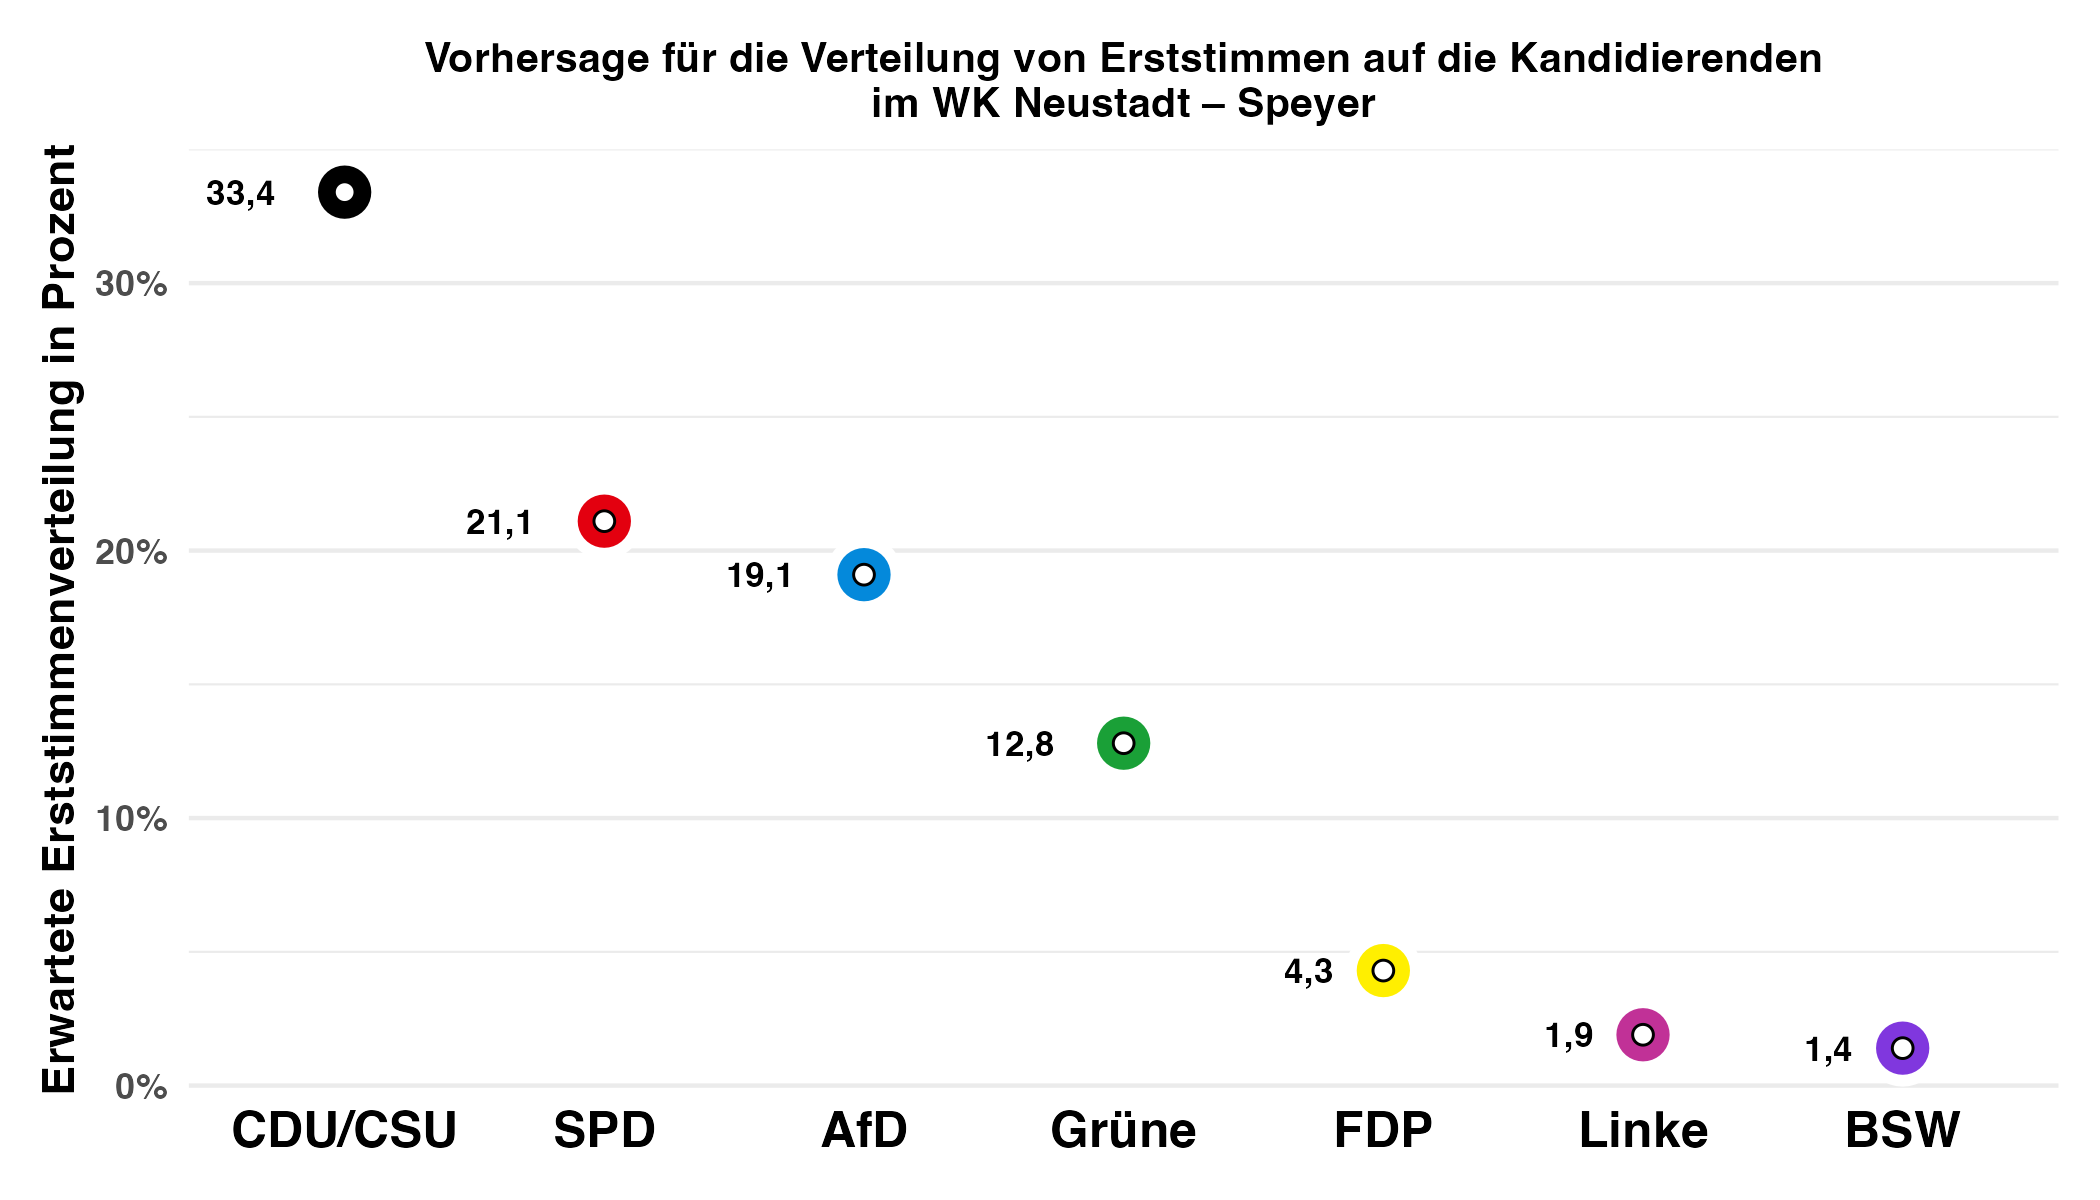 Vorhersage für die Verteilung von Erststimmen auf die Kandidierenden
im WK Neustadt – Speyer
Erwartete Erststimmenverteilung in Prozent
33,4
30%
21,1
20%
19,1
12,8
10%
4,3
1,9
1,4
0%
CDU/CSU
SPD
AfD
Grüne
FDP
Linke
BSW